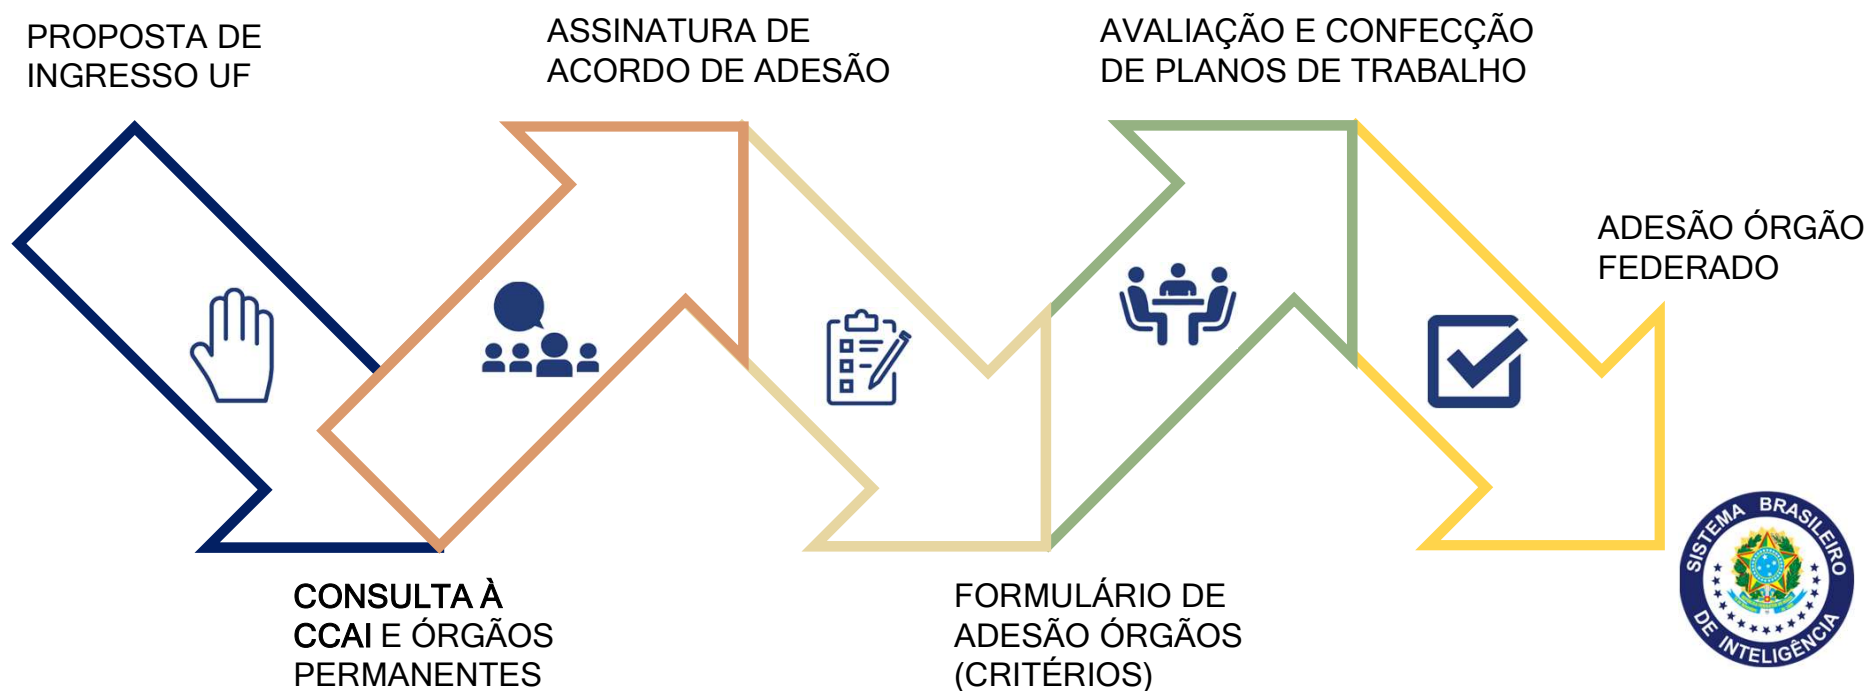 PROPOSTA DE
INGRESSO UF
ASSINATURA DE
ACORDO DE ADESÃO
AVALIAÇÃO E CONFECÇÃO
DE PLANOS DE TRABALHO
ADESÃO ÓRGÃO
FEDERADO
CONSULTA À
CCAI E ÓRGÃOS
PERMANENTES
FORMULÁRIO DE
ADESÃO ÓRGÃOS
(CRITÉRIOS)
SISTEMA BRASILEIRO
DE INTELIGÊNCIA